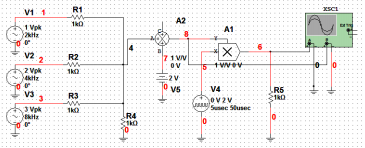 XSC1
V1 1 R1
1 Vpk
2kHz
0°
1kΩ
A2
A1
V2 2 R2
2 Vpk
4kHz
0°
1kΩ
4
8
7
1 V/V
0 V
5
6
1 V/V 0 V
0
V3 3 R3
3 Vpk
8kHz
0°
1kΩ
2 V
V5
V4
0 V 2 V
5usec 50usec
R5
1kΩ
R4
1kΩ
0
0
0
0
0
0
0